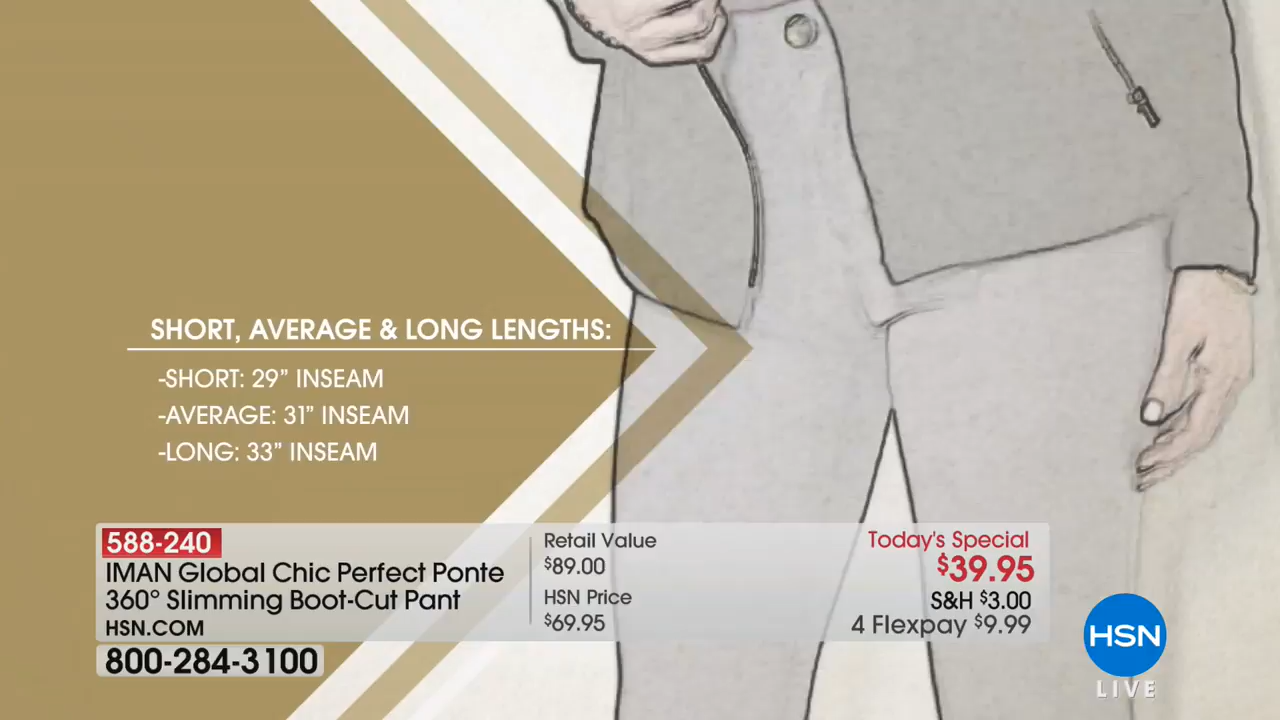 SHORT, AVERAGE & LONG LENGTHS:
-SHORT: 29” INSEAM
-AVERAGE: 31” INSEAM
-LONG: 33” INSEAM
588-240
IMAN Global Chic Perfect Ponte
360° Slimming Boot-Cut Pant
HSN.COM
800-284-3100
Retail Value
$89.00
HSN Price
$69.95
Today's Special
$39.95
S&H $3.00
4 Flexpay $9.99
HSN
LIVE